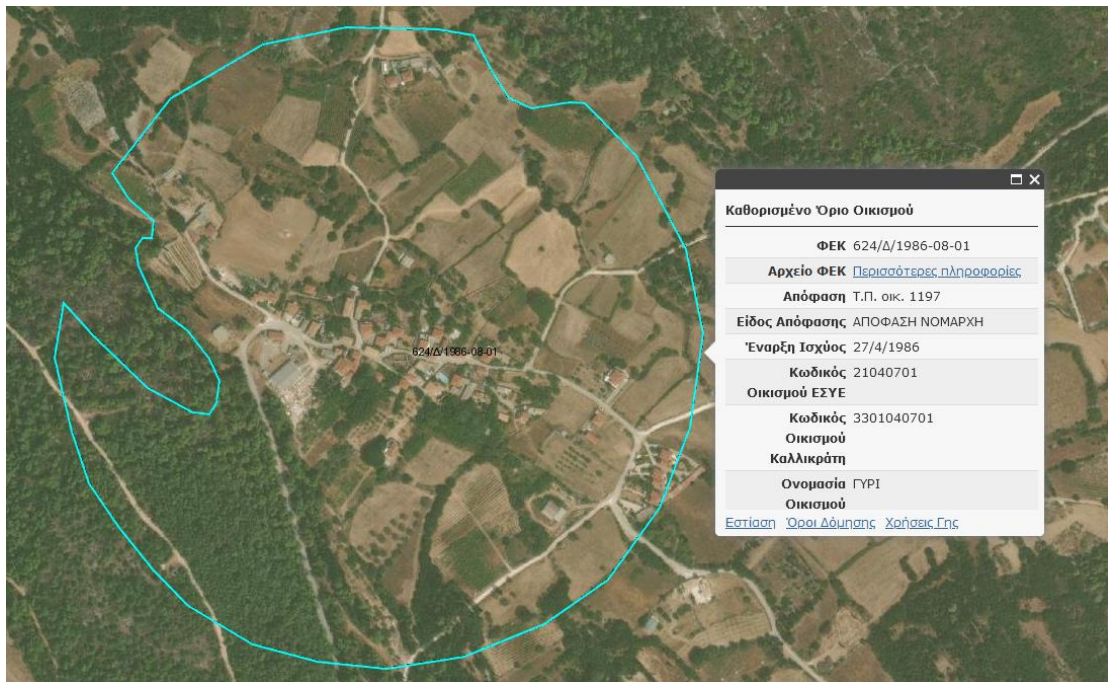 624/Δ/1986-08-01
Καθορισμένο Όριο Οικισμού
ΦΕΚ 624/Δ/1986-08-01
Αρχείο ΦΕΚ Περισσότερες πληροφορίες
Απόφαση Τ.Π. οικ. 1197
Είδος Απόφασης ΑΠΟΦΑΣΗ ΝΟΜΑΡΧΗ
Έναρξη Ισχύος 27/4/1986
Κωδικός 21040701
Οικισμού ΕΣΥΕ
Κωδικός 3301040701
Οικισμού
Καλλικράτη
Ονομασία ΓΥΡΙ
Οικισμού
Εστίαση Όροι Δόμησης Χρήσεις Γης